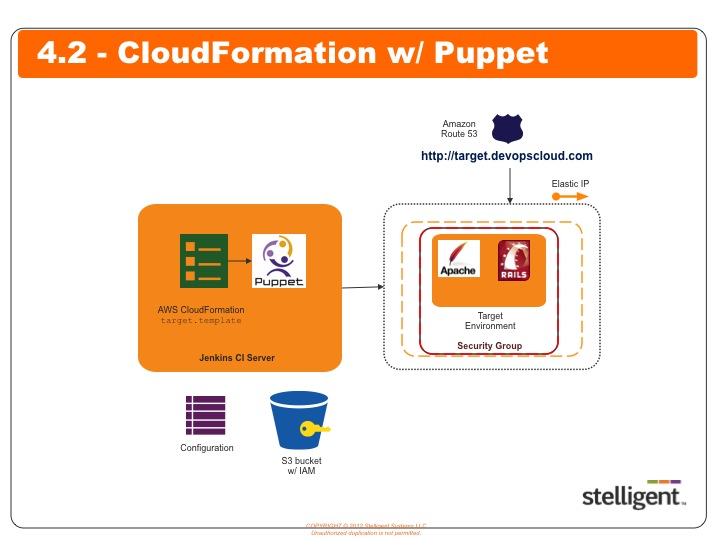 4.2 - CloudFormation w/ Puppet
Amazon
Route 53
http://target.devopscloud.com
Elastic IP
Puppet
Apache
RAILS
AWS CloudFormation
target.template
Target
Environment
Security Group
Jenkins CI Server
Configuration
S3 bucket
w/ IAM
stelligent™
COPYRIGHT © 2012 Stelligent Systems LLC
Unauthorized duplication is not permitted.